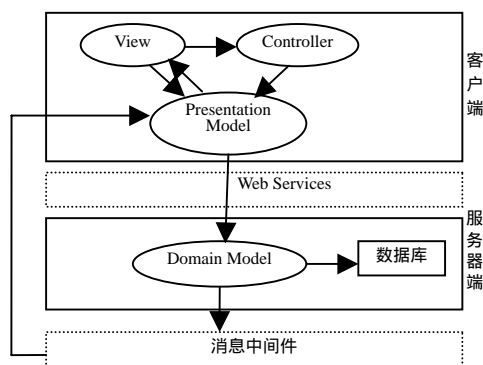 View
Controller
Presentation
Model
客户端
Web Services
Domain Model
数据库
服务器端
消息中间件